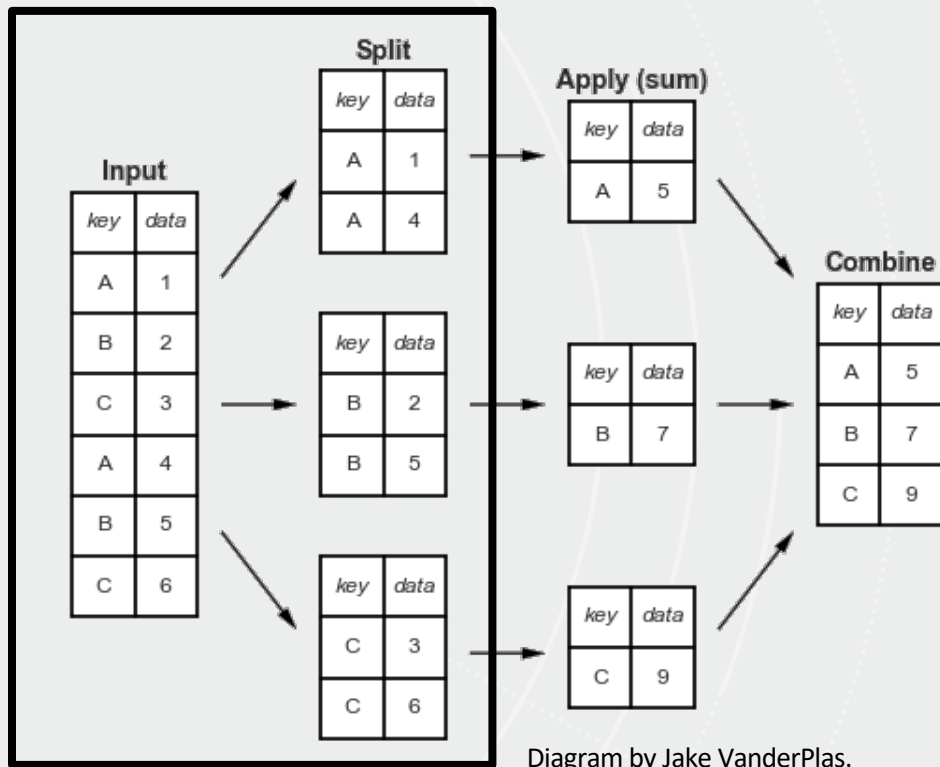 Input
key data
A 1
B 2
C 3
A 4
B 5
C 6
Split
key data
A 1
A 4
key data
B 2
B 5
key data
C 3
C 6
Apply (sum)
key data
A 5
key data
B 7
key data
C 9
Combine
key data
A 5
B 7
C 9
Diagram by Jake VanderPlas.